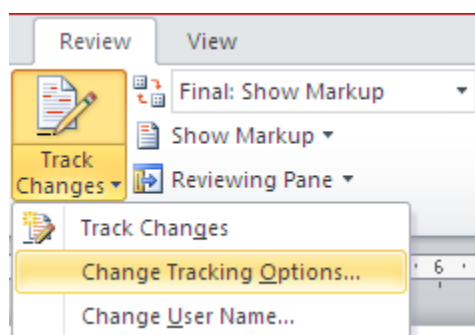 Review View
Final: Show Markup
Show Markup
Track
Changes
Reviewing Pane
Track Changes
Change Tracking Options...
6
Change User Name...